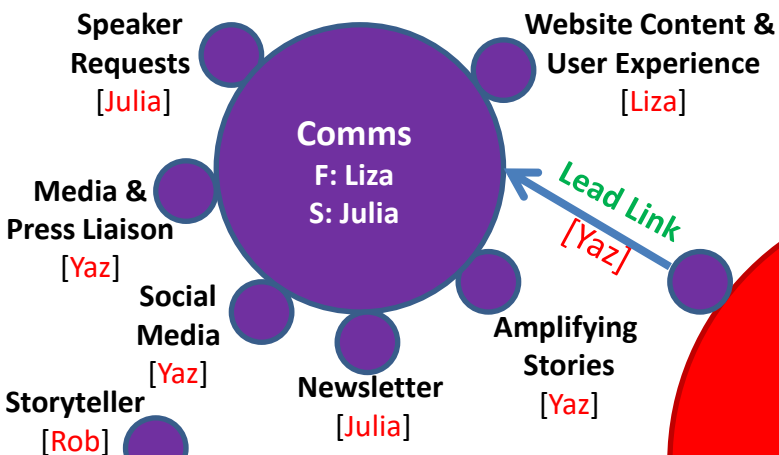 Speaker
Requests
[Julia]
Website Content &
User Experience
[Liza]
Comms
F: Liza
S: Julia
Lead Link
[Yaz]
Media &
Press Liaison
[Yaz]
Social
Media
[Yaz]
Amplifying
Stories
[Yaz]
Newsletter
[Julia]
Storyteller
[Rob]